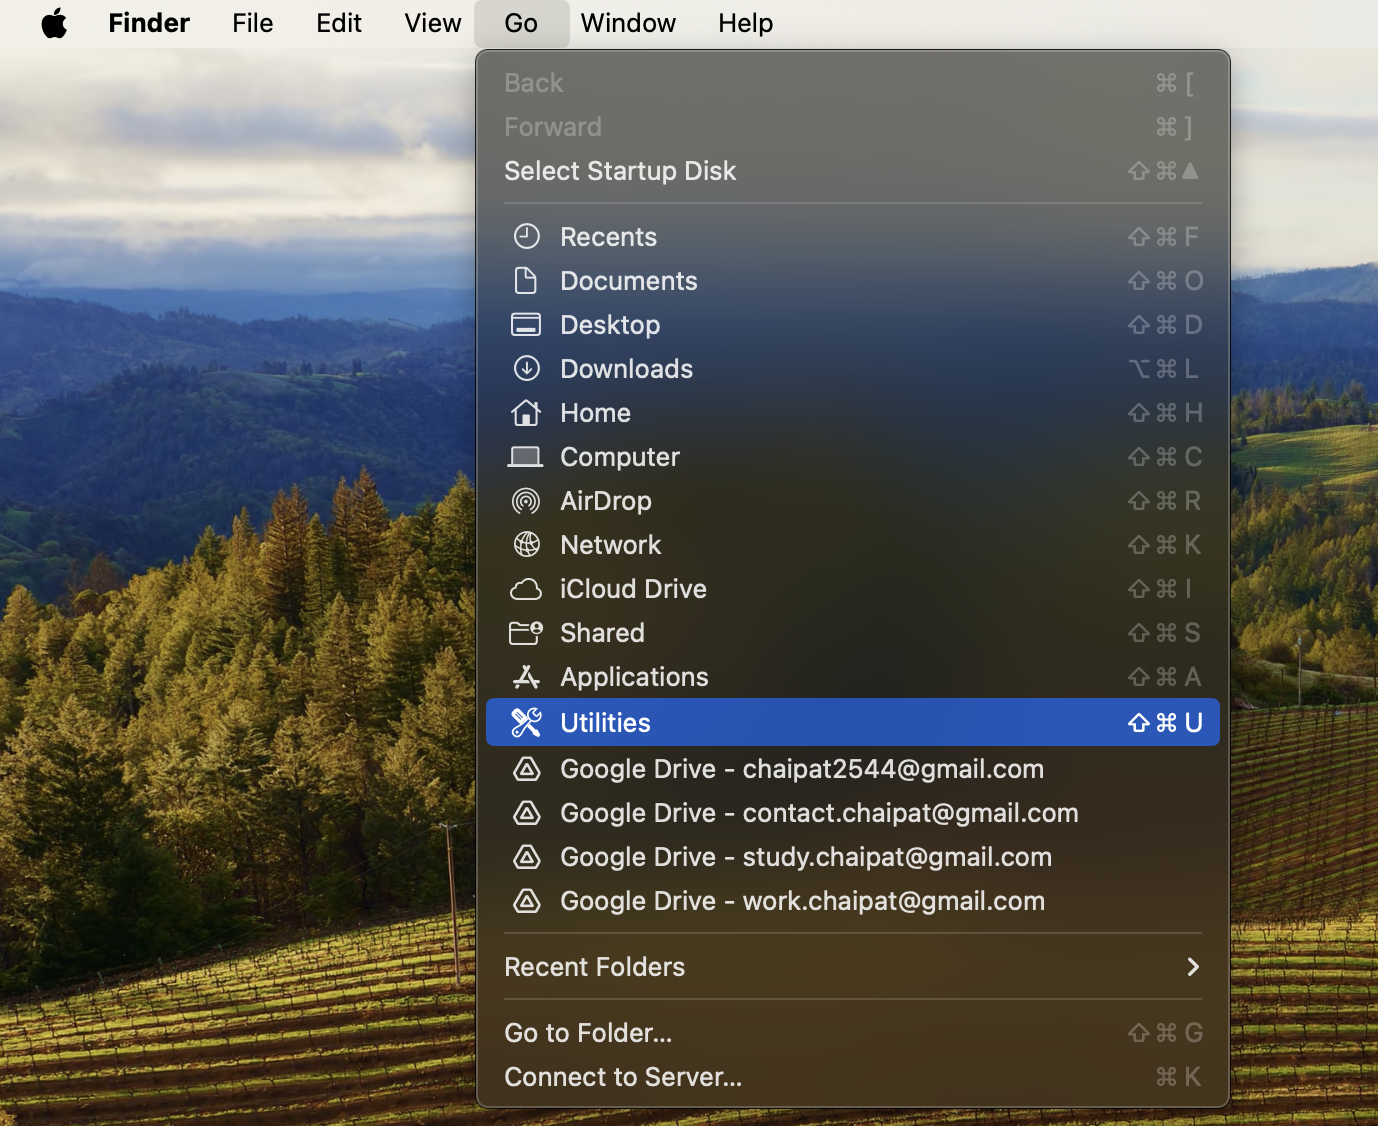 Finder File Edit View Go Window Help
Back ⌘ [
Forward ⌘ ]
Select Startup Disk ⇧ ⌘ ▲
Recents ⇧ ⌘ F
Documents ⇧ ⌘ O
Desktop ⇧ ⌘ D
Downloads ⌥ ⌘ L
Home ⇧ ⌘ H
Computer ⇧ ⌘ C
AirDrop ⇧ ⌘ R
Network ⇧ ⌘ K
iCloud Drive ⇧ ⌘ I
Shared ⇧ ⌘ S
Applications ⇧ ⌘ A
Utilities ⇧ ⌘ U
Google Drive - chaipat2544@gmail.com
Google Drive - contact.chaipat@gmail.com
Google Drive - study.chaipat@gmail.com
Google Drive - work.chaipat@gmail.com
Recent Folders
Go to Folder... ⇧ ⌘ G
Connect to Server... ⌘ K